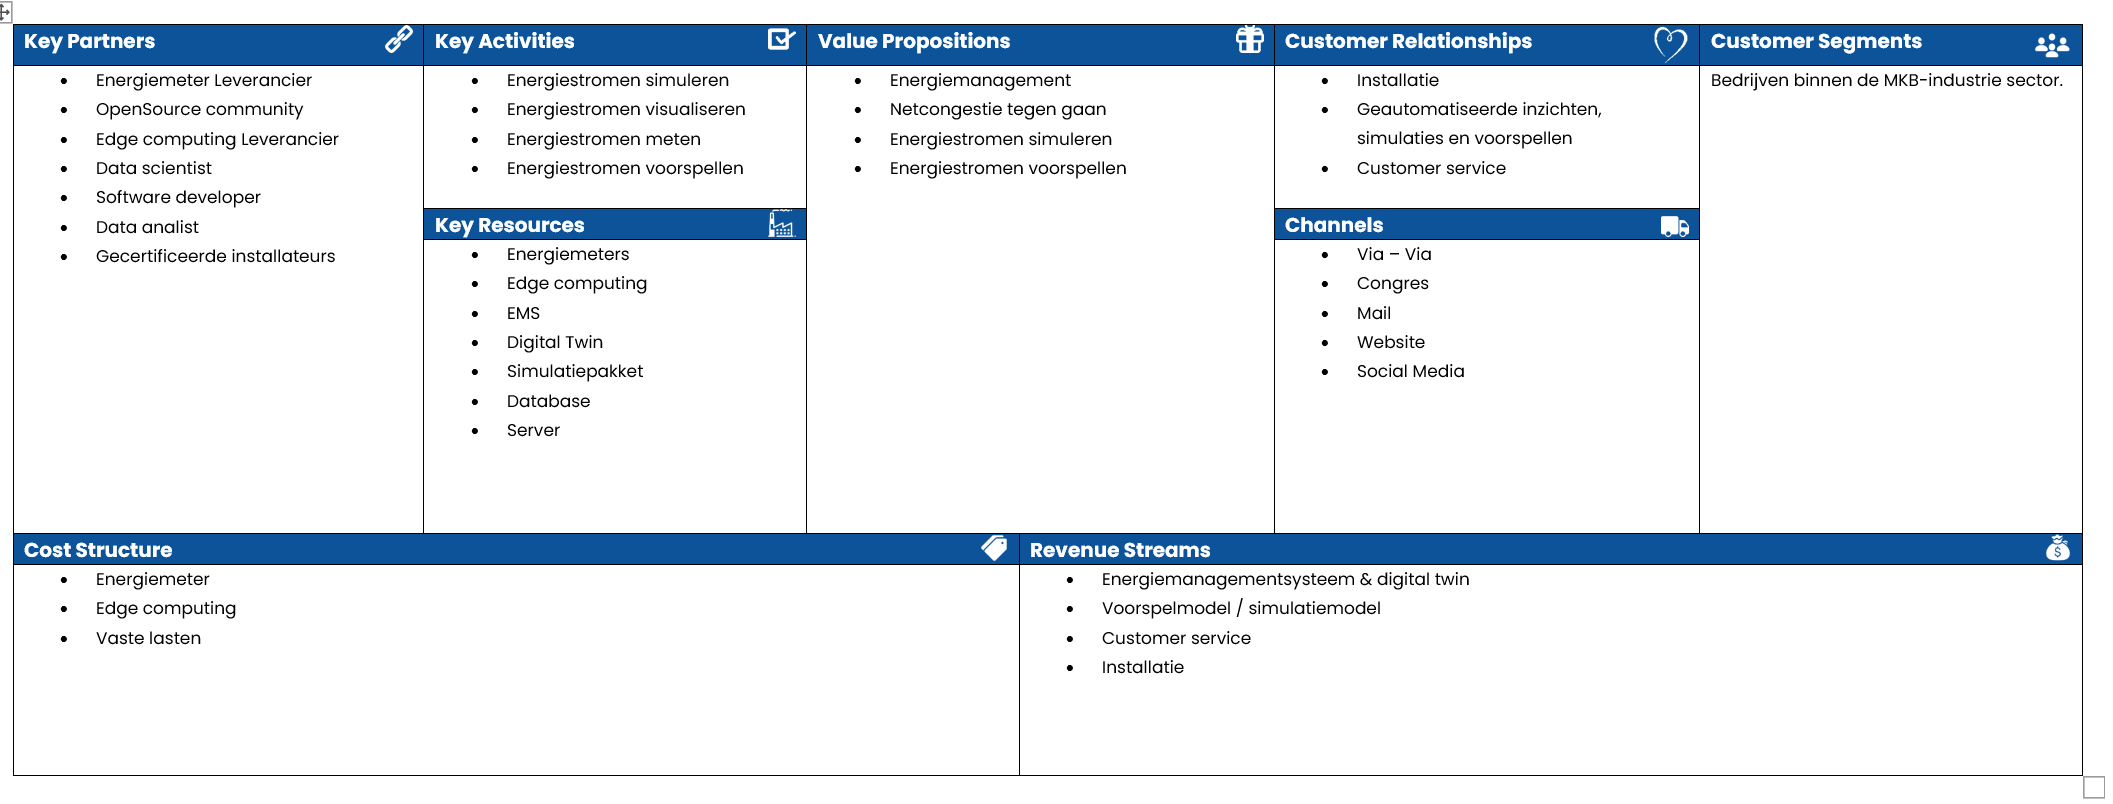 Key Partners
• Energiemeter Leverancier
• OpenSource community
• Edge computing Leverancier
• Data scientist
• Software developer
• Data analist
• Gecertificeerde installateurs
Key Activities
• Energiestromen simuleren
• Energiestromen visualiseren
• Energiestromen meten
• Energiestromen voorspellen
Key Resources
• Energiemeters
• Edge computing
• EMS
• Digital Twin
• Simulatiepakket
• Database
• Server
Value Propositions
• Energiemanagement
• Netcongestie tegen gaan
• Energiestromen simuleren
• Energiestromen voorspellen
Customer Relationships
• Installatie
• Geautomatiseerde inzichten,
simulaties en voorspellen
• Customer service
Channels
• Via – Via
• Congres
• Mail
• Website
• Social Media
Customer Segments
Bedrijven binnen de MKB-industrie sector.
Cost Structure
• Energiemeter
• Edge computing
• Vaste lasten
Revenue Streams
• Energiemanagementsysteem & digital twin
• Voorspelmodel / simulatiemodel
• Customer service
• Installatie